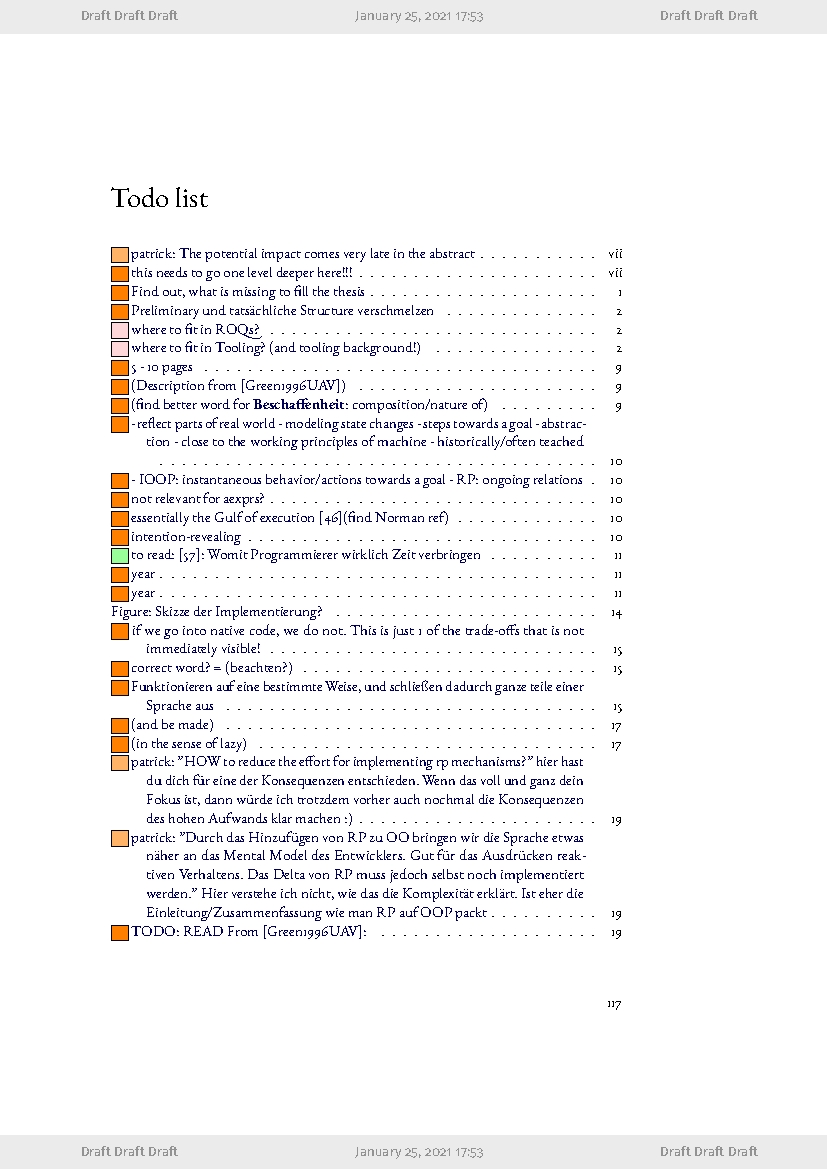 Draft Draft Draft January 25, 2021 17:53 Draft Draft Draft
Todo list
patrick: The potential impact comes very late in the abstract . . . . . . . . . . . vii
this needs to go one level deeper here!!! . . . . . . . . . . . . . . . . . . . . . . vii
Find out, what is missing to fill the thesis . . . . . . . . . . . . . . . . . . . . . 1
Preliminary und tatsächliche Structure verschmelzen . . . . . . . . . . . . . 2
where to fit in ROQs? . . . . . . . . . . . . . . . . . . . . . . . . . . . . . . . . 2
where to fit in Tooling? (and tooling background!) . . . . . . . . . . . . . . 2
5 - 10 pages . . . . . . . . . . . . . . . . . . . . . . . . . . . . . . . . . . . . . 9
(Description from [Green1996UAV]) . . . . . . . . . . . . . . . . . . . . . . 9
(find better word for Beschaffenheit: composition/nature of) . . . . . . . . 9
- reflect parts of real world - modeling state changes - steps towards a goal - abstrac-
tion - close to the working principles of machine - historically/often teached
. . . . . . . . . . . . . . . . . . . . . . . . . . . . . . . . . . . . . . . . 10
- IOOP: instantaneous behavior/actions towards a goal - RP: ongoing relations . 10
not relevant for aexprs? . . . . . . . . . . . . . . . . . . . . . . . . . . . . . . . 10
essentially the Gulf of execution [46](find Norman ref) . . . . . . . . . . . . 10
intention-revealing . . . . . . . . . . . . . . . . . . . . . . . . . . . . . . . . . 10
to read: [57]: Womit Programmierer wirklich Zeit verbringen . . . . . . . . . 11
year . . . . . . . . . . . . . . . . . . . . . . . . . . . . . . . . . . . . . . . . . . 11
year . . . . . . . . . . . . . . . . . . . . . . . . . . . . . . . . . . . . . . . . . . 11
Figure: Skizze der Implementierung? . . . . . . . . . . . . . . . . . . . . . . . 14
if we go into native code, we do not. This is just 1 of the trade-offs that is not
immediately visible! . . . . . . . . . . . . . . . . . . . . . . . . . . . . . . 15
correct word? = (beachten?) . . . . . . . . . . . . . . . . . . . . . . . . . . . . 15
Funktionieren auf eine bestimmte Weise, und schließen dadurch ganze teile einer
Sprache aus . . . . . . . . . . . . . . . . . . . . . . . . . . . . . . . . . . 15
(and be made) . . . . . . . . . . . . . . . . . . . . . . . . . . . . . . . . . . . 17
(in the sense of lazy) . . . . . . . . . . . . . . . . . . . . . . . . . . . . . . . . 17
patrick: ”HOW to reduce the effort for implementing rp mechanisms?” hier hast
du dich für eine der Konsequenzen entschieden. Wenn das voll und ganz dein
Fokus ist, dann würde ich trotzdem vorher auch nochmal die Konsequenzen
des hohen Aufwands klar machen :) . . . . . . . . . . . . . . . . . . . . . . 19
patrick: ”Durch das Hinzufügen von RP zu OO bringen wir die Sprache etwas
näher an das Mental Model des Entwicklers. Gut für das Ausdrücken reak-
tiven Verhaltens. Das Delta von RP muss jedoch selbst noch implementiert
werden.” Hier verstehe ich nicht, wie das die Komplexität erklärt. Ist eher die
Einleitung/Zusammenfassung wie man RP auf OOP packt . . . . . . . . . . 19
TODO: READ From [Green1996UAV]: . . . . . . . . . . . . . . . . . . . . 19
117
Draft Draft Draft January 25, 2021 17:53 Draft Draft Draft